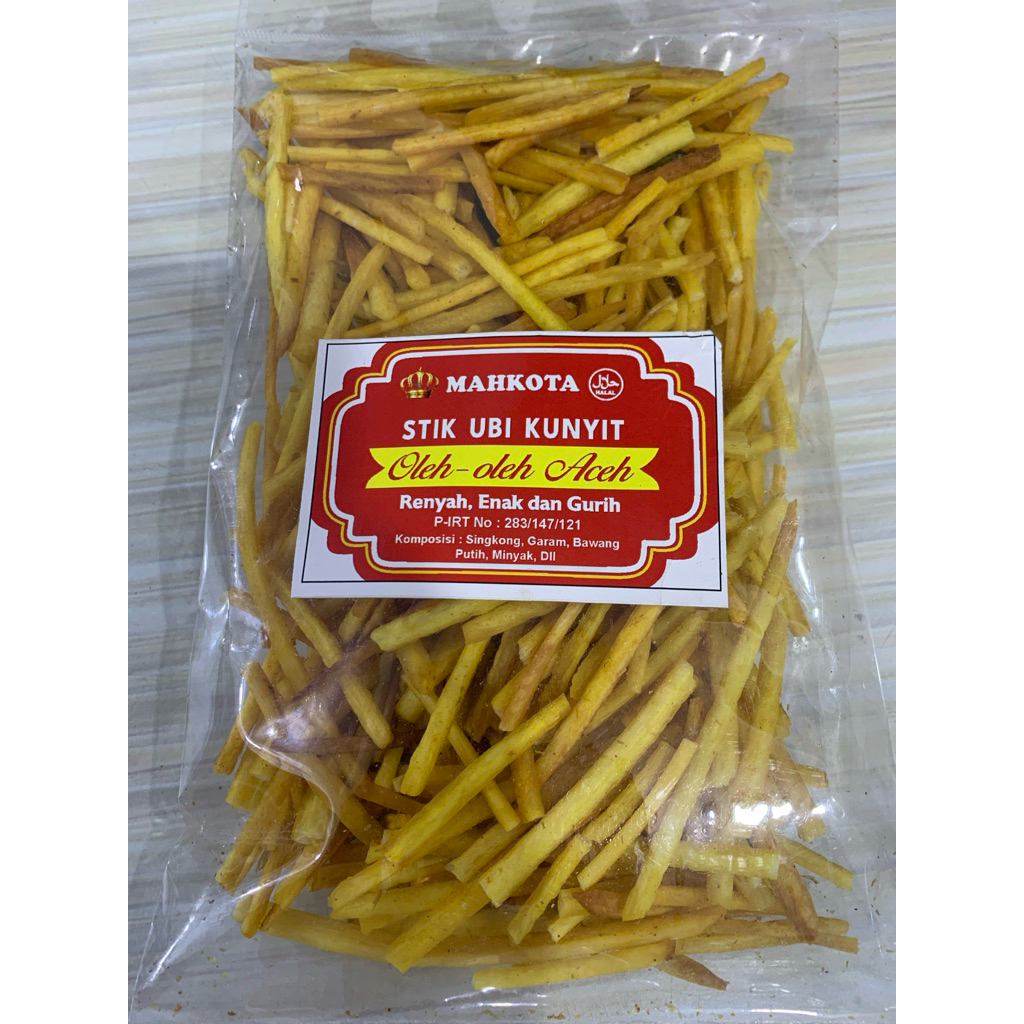 MAHKOTA
حلال
HALAL
STIK UBI KUNYIT
Oleh-oleh Aceh
Renyah, Enak dan Gurih
P-IRT No : 283/147/121
Komposisi : Singkong, Garam, Bawang
Putih, Minyak, Dll